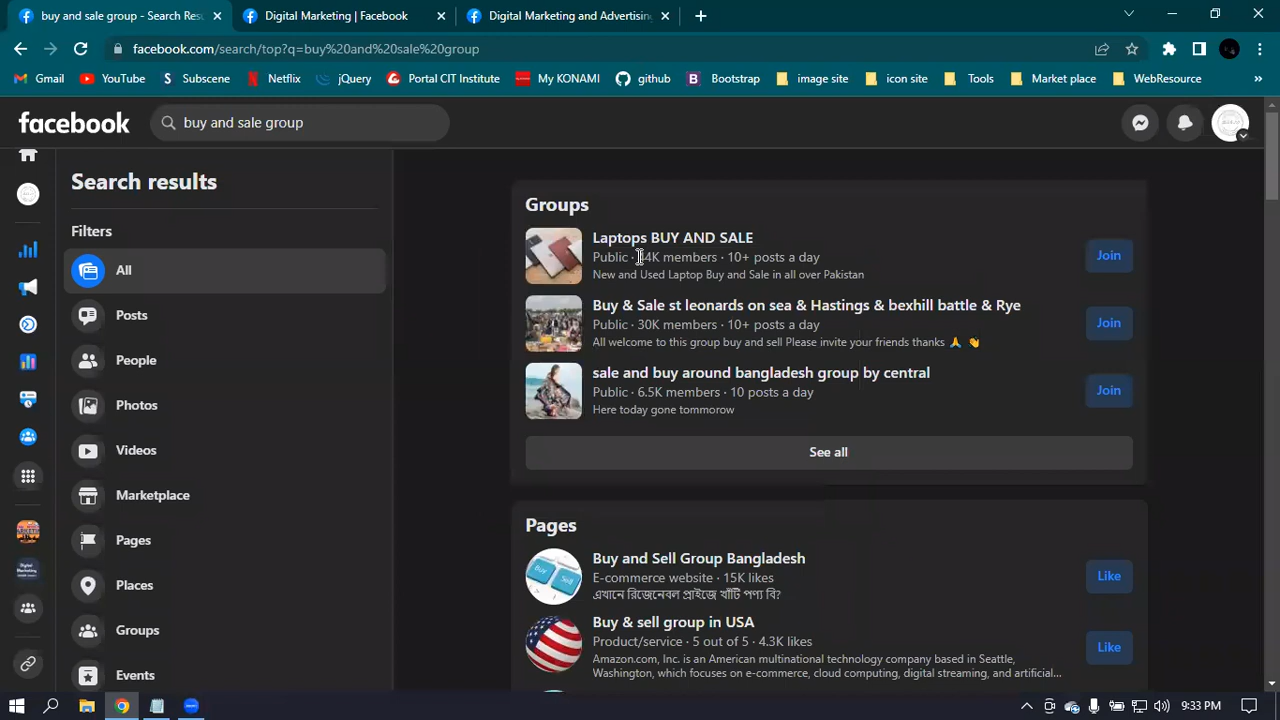 buy and sale group - Search Resu
Digital Marketing | Facebook
Digital Marketing and Advertising
facebook.com/search/top?q=buy%20and%20sale%20group
Gmail
YouTube
Subscene
Netflix
jQuery
Portal CIT Institute
My KONAMI
github
Bootstrap
image site
icon site
Tools
Market place
WebResource
facebook
buy and sale group
Search results
Filters
All
Posts
People
Photos
Videos
Marketplace
Pages
Places
Groups
Events
Groups
Laptops BUY AND SALE
Public · 44K members · 10+ posts a day
New and Used Laptop Buy and Sale in all over Pakistan
Join
Buy & Sale st leonards on sea & Hastings & bexhill battle & Rye
Public · 30K members · 10+ posts a day
All welcome to this group buy and sell Please invite your friends thanks 🙏 👋
Join
sale and buy around bangladesh group by central
Public · 6.5K members · 10 posts a day
Here today gone tommorow
Join
See all
Pages
Buy and Sell Group Bangladesh
E-commerce website · 15K likes
এখানে রিজেনেবল প্রাইজে খাঁটি পণ্য বি?
Like
Buy & sell group in USA
Product/service · 5 out of 5 · 4.3K likes
Amazon.com, Inc. is an American multinational technology company based in Seattle,
Washington, which focuses on e-commerce, cloud computing, digital streaming, and artificial...
Like
9:33 PM